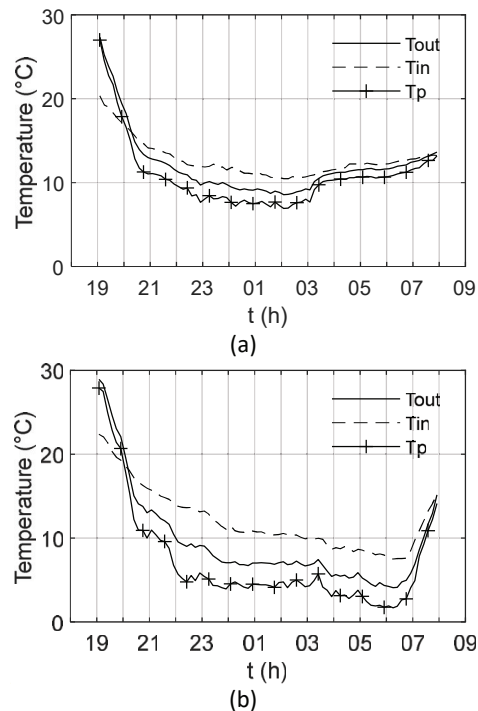 30
Tout
Tin
Tp
20
10
0
Temperature (°C)
19 21 23 01 03 05 07 09
t (h)
(a)
30
Tout
Tin
Tp
20
10
0
Temperature (°C)
19 21 23 01 03 05 07 09
t (h)
(b)